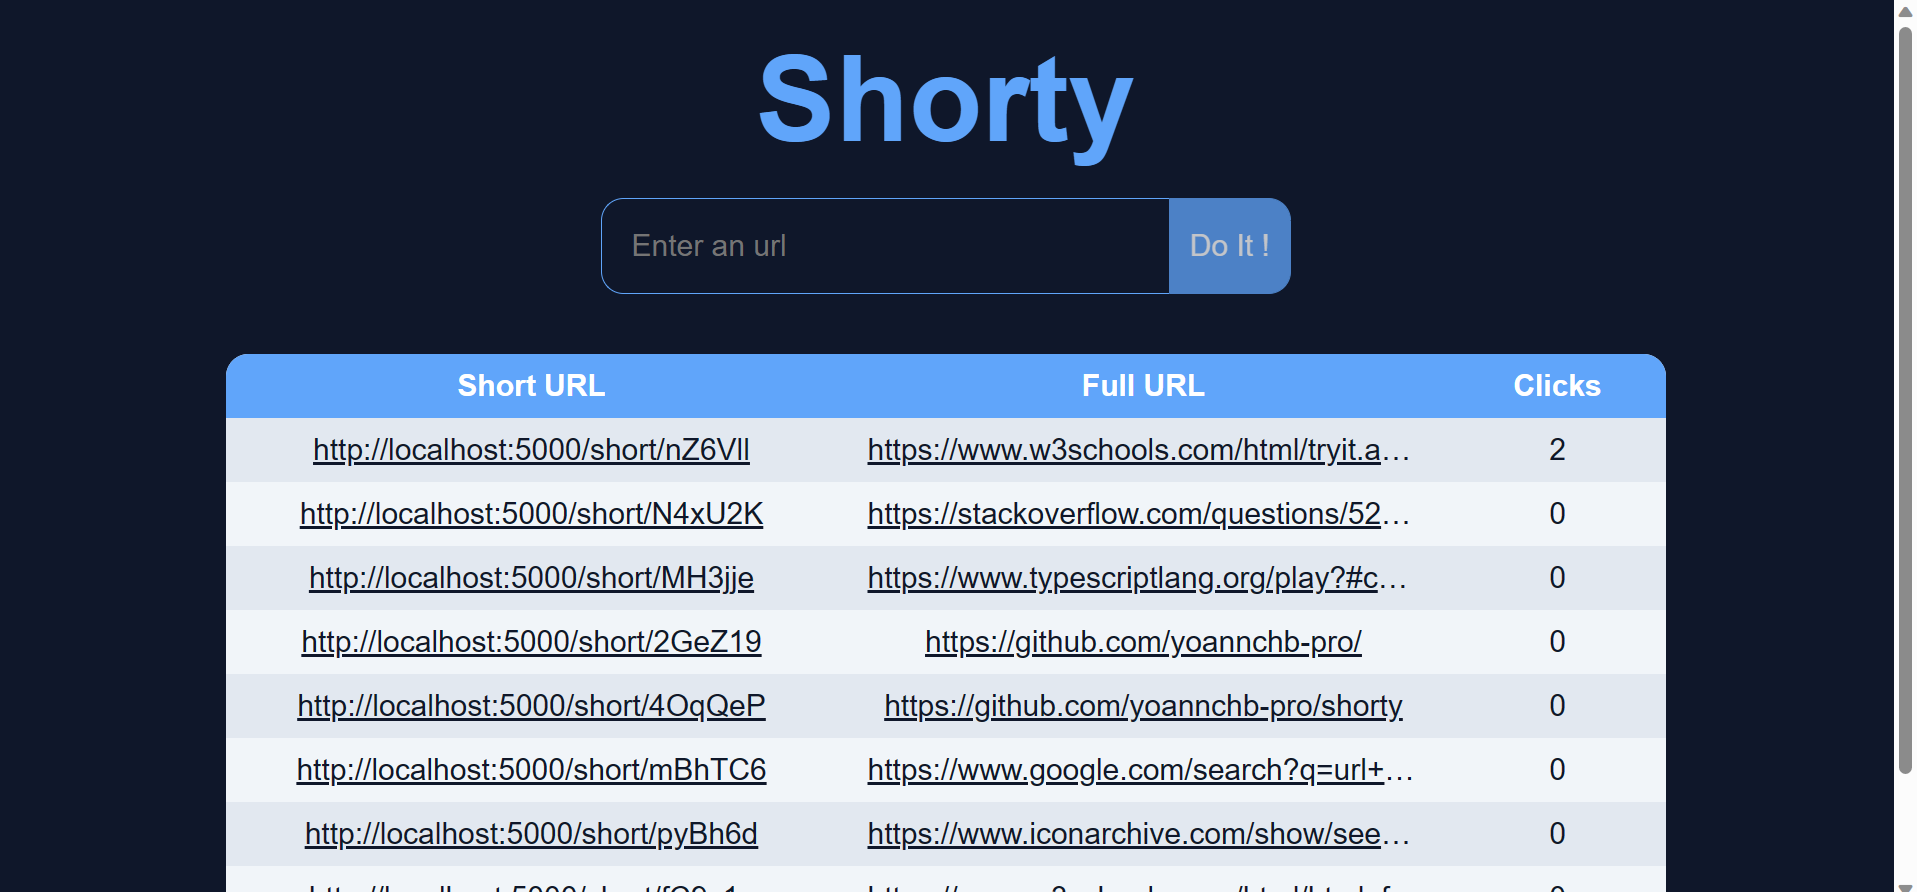 Shorty
Enter an url Do It !
Short URL Full URL Clicks
http://localhost:5000/short/nZ6Vll https://www.w3schools.com/html/tryit.a… 2
http://localhost:5000/short/N4xU2K https://stackoverflow.com/questions/52… 0
http://localhost:5000/short/MH3jje https://www.typescriptlang.org/play?#c… 0
http://localhost:5000/short/2GeZ19 https://github.com/yoannchb-pro/ 0
http://localhost:5000/short/4OqQeP https://github.com/yoannchb-pro/shorty 0
http://localhost:5000/short/mBhTC6 https://www.google.com/search?q=url+… 0
http://localhost:5000/short/pyBh6d https://www.iconarchive.com/show/see… 0